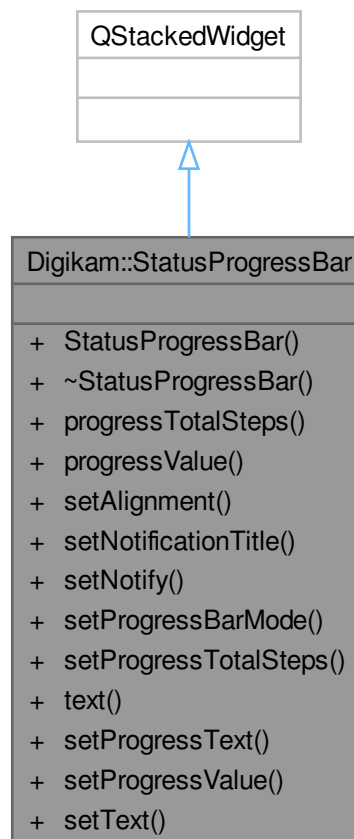 QStackedWidget
Digikam::StatusProgressBar
+ StatusProgressBar()
+ ~StatusProgressBar()
+ progressTotalSteps()
+ progressValue()
+ setAlignment()
+ setNotificationTitle()
+ setNotify()
+ setProgressBarMode()
+ setProgressTotalSteps()
+ text()
+ setProgressText()
+ setProgressValue()
+ setText()